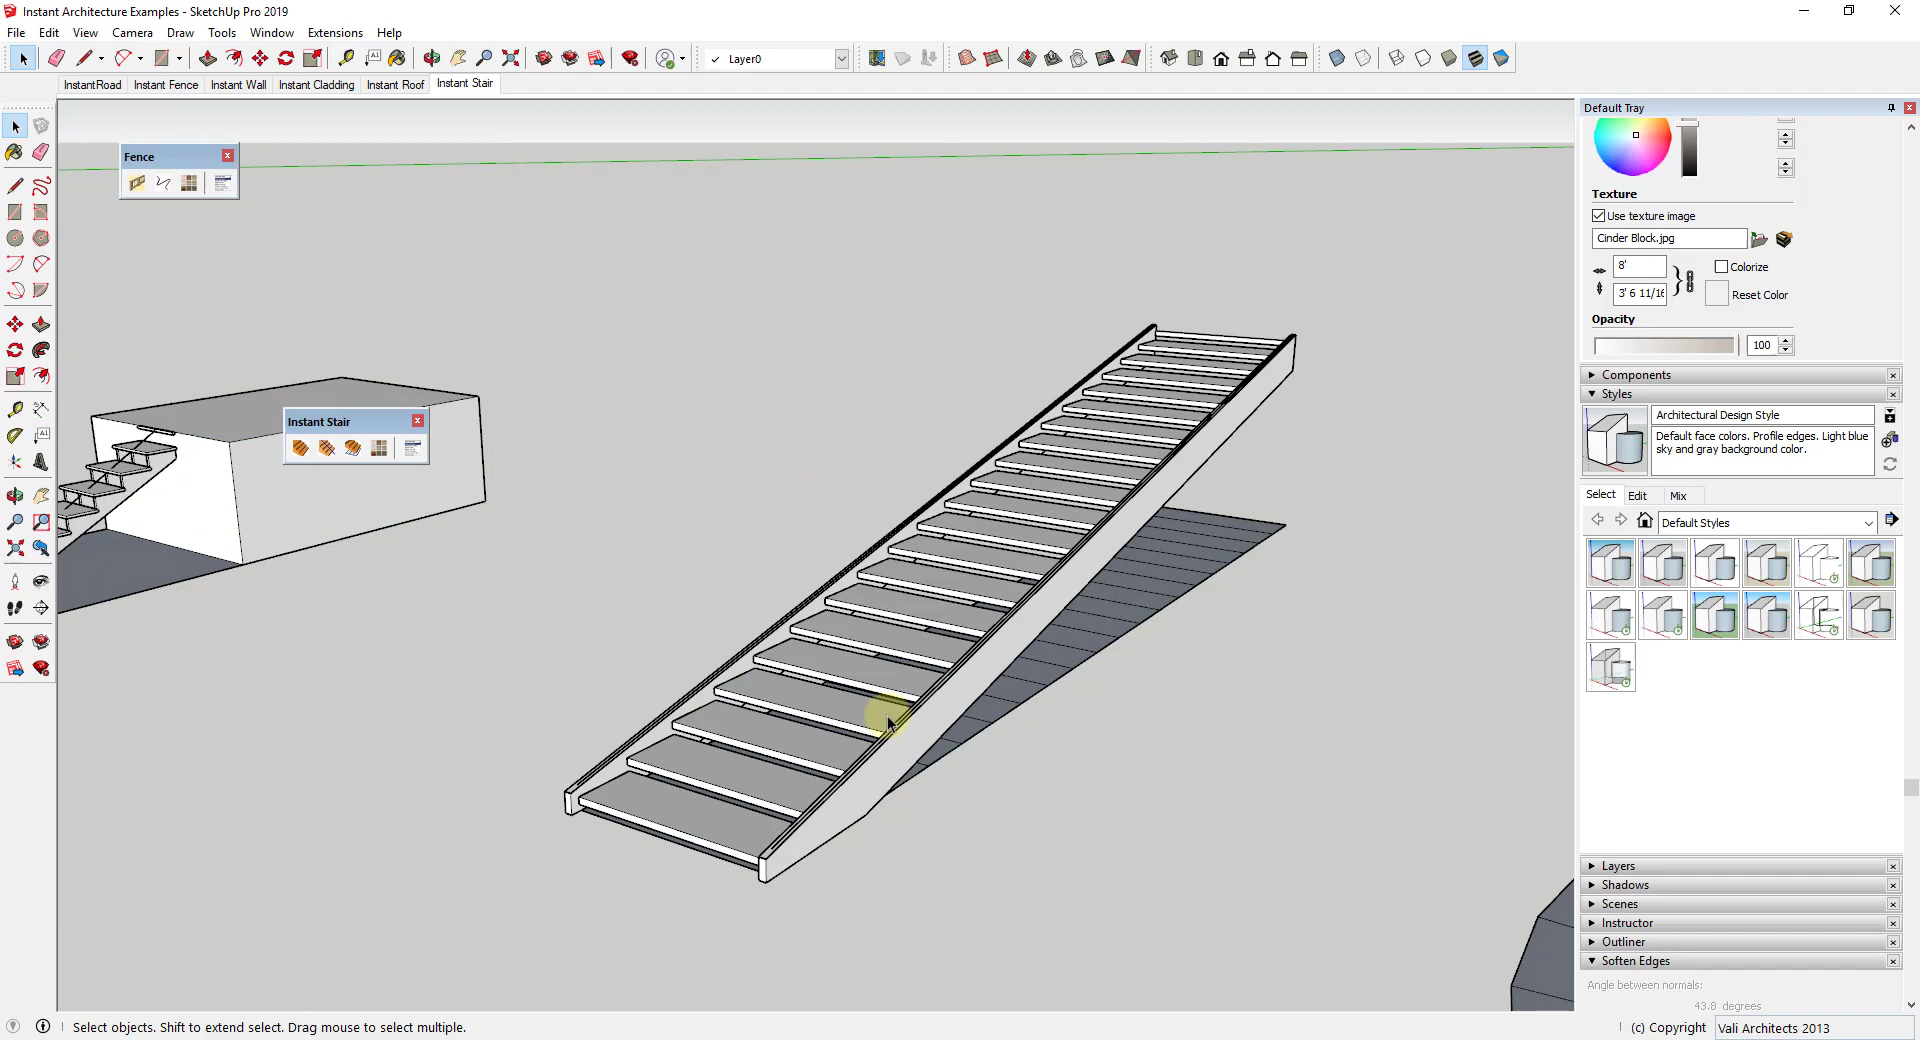 Instant Architecture Examples - SketchUp Pro 2019
File Edit View Camera Draw Tools Window Extensions Help
Layer0
InstantRoad Instant Fence Instant Wall Instant Cladding Instant Roof Instant Stair
Default Tray
Fence
Texture
Use texture image
Cinder Block.jpg
8'
Colorize
3' 6 11/16
Reset Color
Opacity
100
Components
Styles
Architectural Design Style
Default face colors. Profile edges. Light blue
sky and gray background color.
Instant Stair
Select Edit Mix
Default Styles
Layers
Shadows
Scenes
Instructor
Outliner
Soften Edges
Angle between normals:
43.8 degrees
Select objects. Shift to extend select. Drag mouse to select multiple.
(c) Copyright Vali Architects 2013